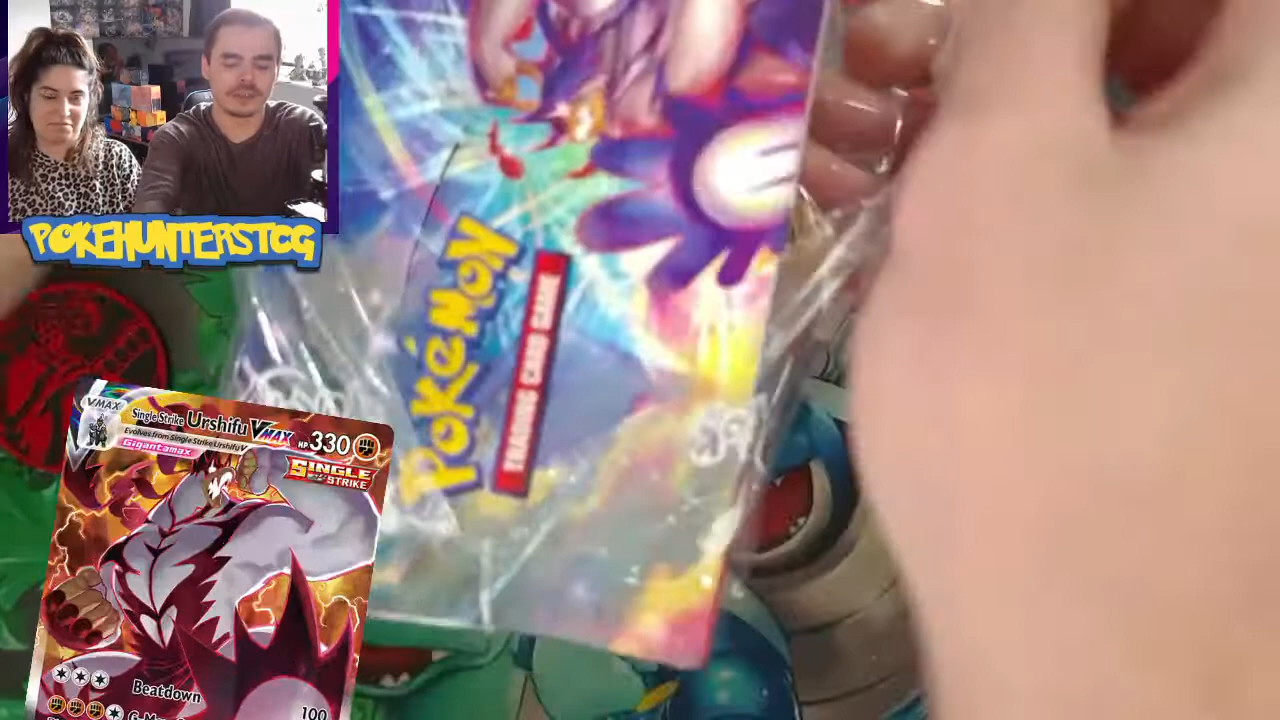 POKEHUNTERSTCG
POKéMON
TRADING CARD GAME
VMAX
Single Strike Urshifu VMAX HP 330
Evolves from Single Strike Urshifu V
Gigantamax
SINGLE
STRIKE
Beatdown
100